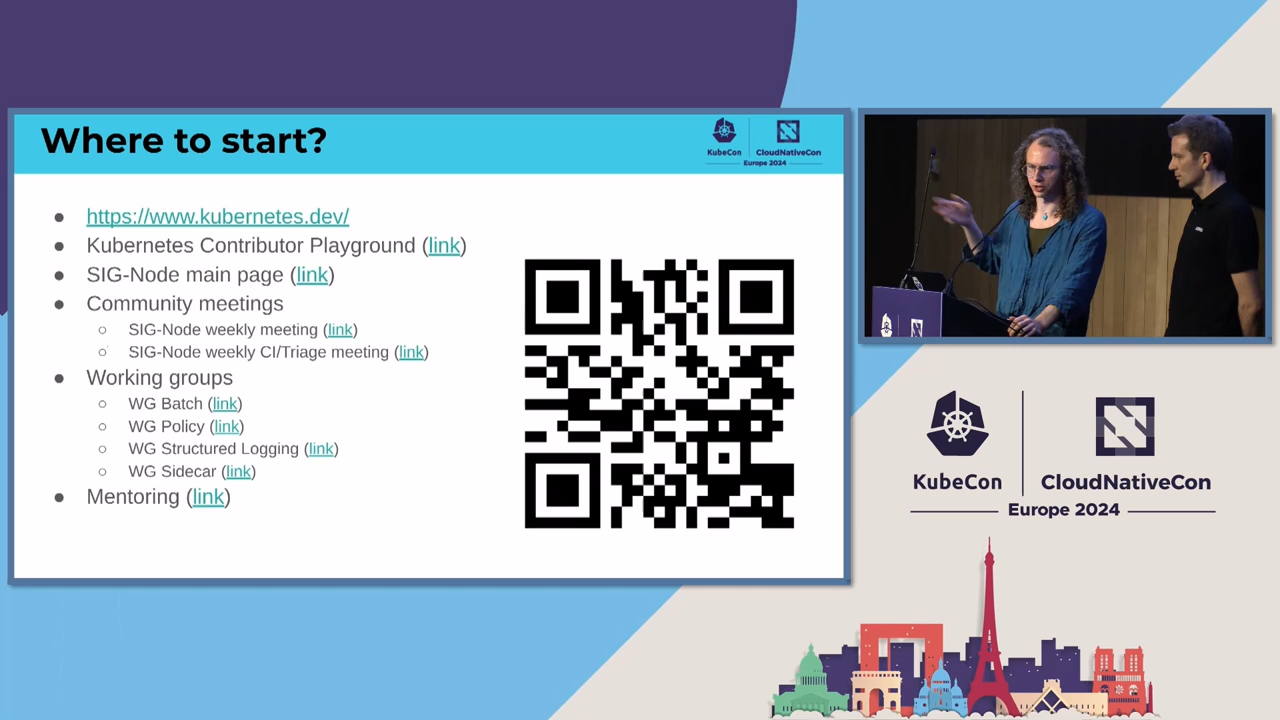 Where to start?
KubeCon
CloudNativeCon
Europe 2024
https://www.kubernetes.dev/
Kubernetes Contributor Playground (link)
SIG-Node main page (link)
Community meetings
SIG-Node weekly meeting (link)
SIG-Node weekly CI/Triage meeting (link)
Working groups
WG Batch (link)
WG Policy (link)
WG Structured Logging (link)
WG Sidecar (link)
Mentoring (link)
KubeCon
CloudNativeCon
Europe 2024